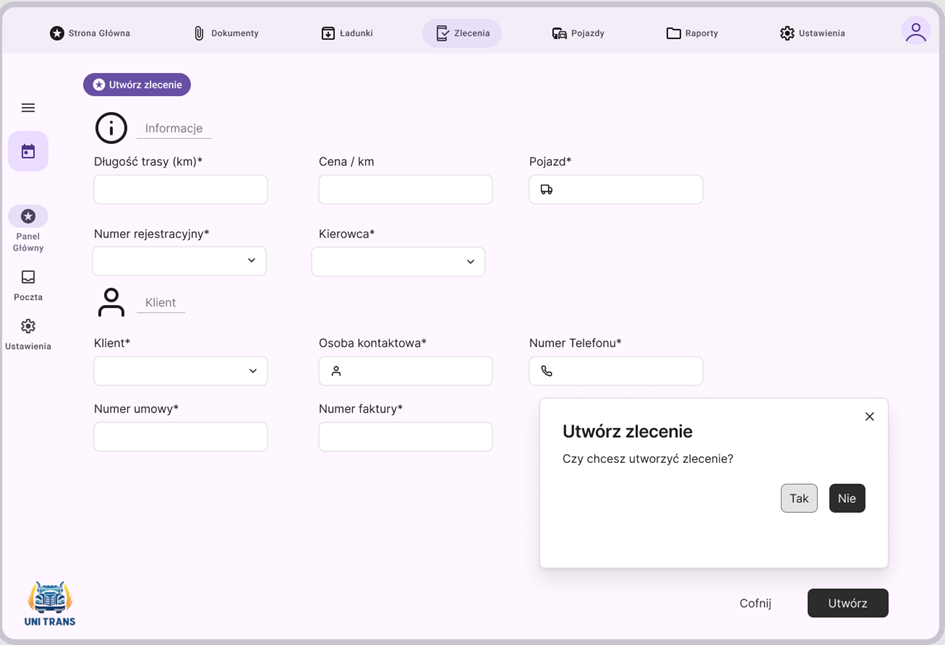 Strona Główna
Dokumenty
Ładunki
Zlecenia
Pojazdy
Raporty
Ustawienia
Utwórz zlecenie
Informacje
Długość trasy (km)*
Cena / km
Pojazd*
Numer rejestracyjny*
Kierowca*
Panel
Główny
Poczta
Ustawienia
Klient
Klient*
Osoba kontaktowa*
Numer Telefonu*
Numer umowy*
Numer faktury*
Utwórz zlecenie
Czy chcesz utworzyć zlecenie?
Tak
Nie
UNI TRANS
Cofnij
Utwórz